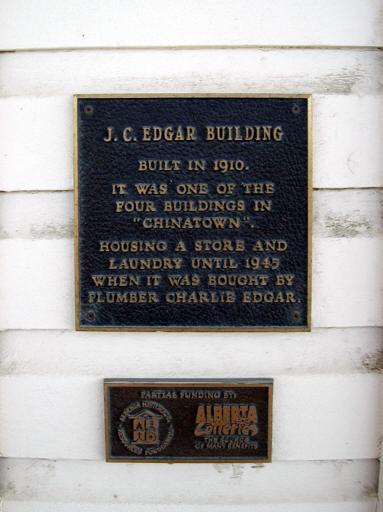 J. C. EDGAR BUILDING
BUILT IN 1910.
IT WAS ONE OF THE
FOUR BUILDINGS IN
"CHINATOWN".
HOUSING A STORE AND
LAUNDRY UNTIL 1945
WHEN IT WAS BOUGHT BY
PLUMBER CHARLIE EDGAR.
PARTIAL FUNDING BY:
ALBERTA
Lotteries
THE SOURCE
OF MANY BENEFITS